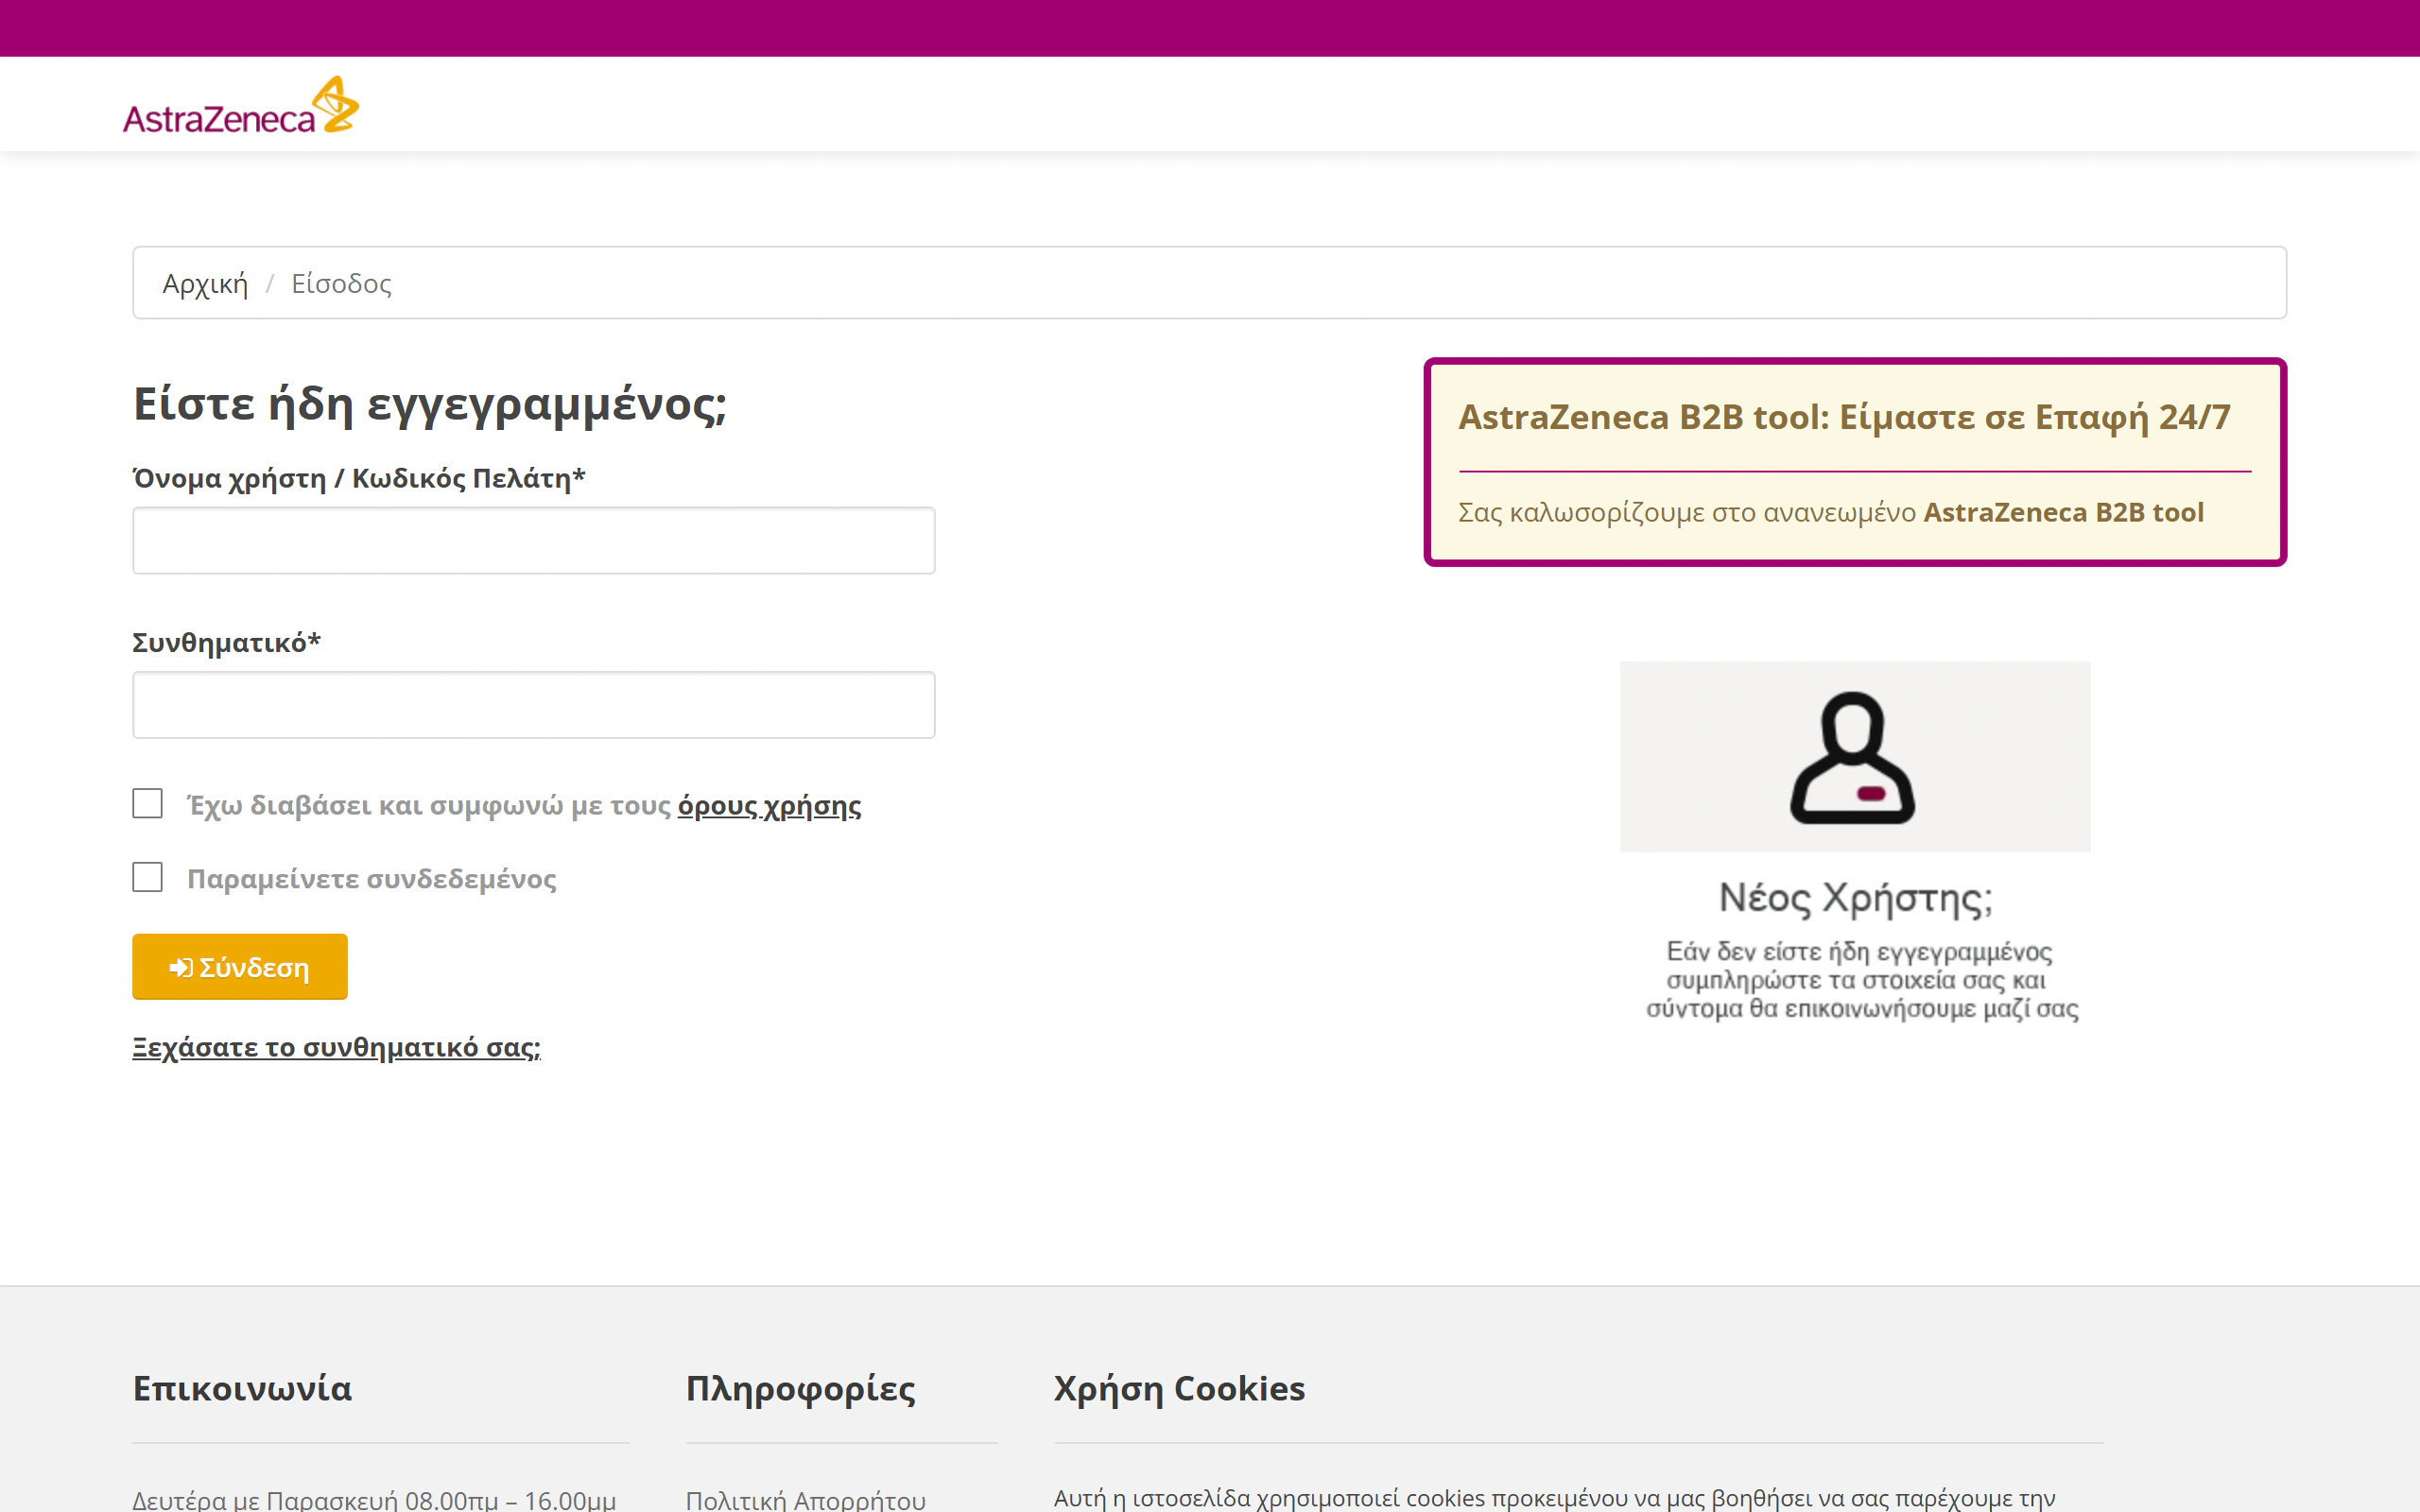 AstraZeneca
Αρχική / Είσοδος
Είστε ήδη εγγεγραμμένος;
Όνομα χρήστη / Κωδικός Πελάτη*
Συνθηματικό*
Έχω διαβάσει και συμφωνώ με τους όρους χρήσης
Παραμείνετε συνδεδεμένος
Σύνδεση
Ξεχάσατε το συνθηματικό σας;
AstraZeneca B2B tool: Είμαστε σε Επαφή 24/7
Σας καλωσορίζουμε στο ανανεωμένο AstraZeneca B2B tool
Νέος Χρήστης;
Εάν δεν είστε ήδη εγγεγραμμένος
συμπληρώστε τα στοιχεία σας και
σύντομα θα επικοινωνήσουμε μαζί σας
Επικοινωνία
Δευτέρα με Παρασκευή 08.00πμ – 16.00μμ
Πληροφορίες
Πολιτική Απορρήτου
Χρήση Cookies
Αυτή η ιστοσελίδα χρησιμοποιεί cookies προκειμένου να μας βοηθήσει να σας παρέχουμε την